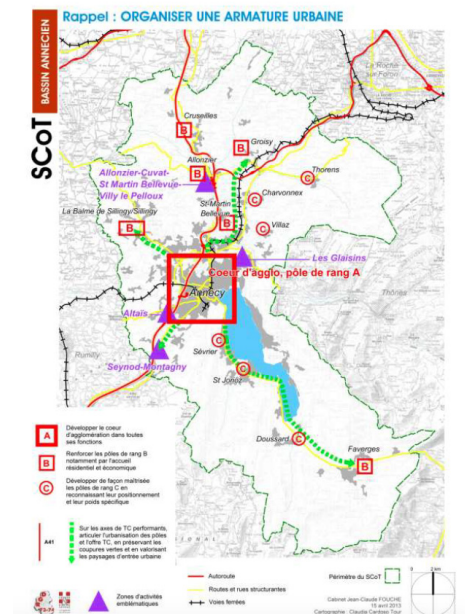 SCoT
BASSIN ANNECIEN
Rappel : ORGANISER UNE ARMATURE URBAINE
La Roche
sur Foron
Cruseilles
B
Groisy
B
Allonzier
B
Thorens
C
Allonzier-Cuvat-
St Martin Bellevue-
Villy le Pelloux
Charvonnex
C
La Balme de Sillingy/Sillingy
B
St-Martin
Bellevue
B
Villaz
C
Les Glaisins
Coeur d'agglo, pôle de rang A
Annecy
Thônes
Altaïs
Rumilly
Sévrier
C
Seynod-Montagny
St Jorioz
C
Doussard
C
Faverges
B
A
Développer le coeur
d'agglomération dans toutes
ses fonctions
B
Renforcer les pôles de rang B
notamment par l'accueil
résidentiel et économique
C
Développer de façon maîtrisée
les pôles de rang C en
reconnaissant leur positionnement
et leur poids spécifique
A41
Sur les axes de TC performants,
articuler l'urbanisation des pôles
et l'offre TC, en préservant les
coupures vertes et en valorisant
les paysages d'entrée urbaine
Zones d'activités
emblématiques
Autoroute
Routes et rues structurantes
Voies ferrées
Périmètre du SCoT
0 2 km
Cabinet Jean-Claude FOUCHE
15 avril 2013
Cartographie : Claudia Cardoso Tour